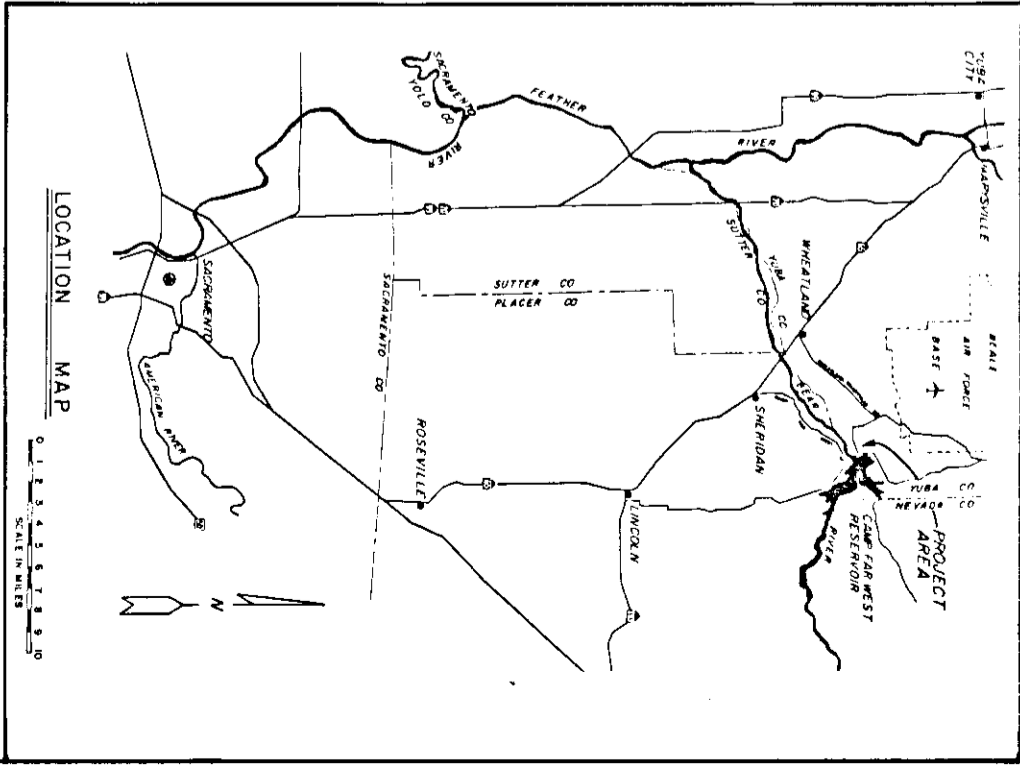 YUBE
CITY
MARYSVILLE
FEATHER
RIVER
SACRAMENTO
YOLO CO
RIVER
BEALE
AIR FORCE
BASE
WHEATLAND
SUTTER CO
YUBA CO
BEAR
RIVER
SHERIDAN
YUBA CO
NEVADA CO
PROJECT
AREA
CAMP FAR WEST
RESERVOIR
SUTTER CO
PLACER CO
SACRAMENTO CO
LINCOLN
ROSEVILLE
SACRAMENTO
AMERICAN RIVER
N
LOCATION MAP
0 1 2 3 4 5 6 7 8 9 10
SCALE IN MILES